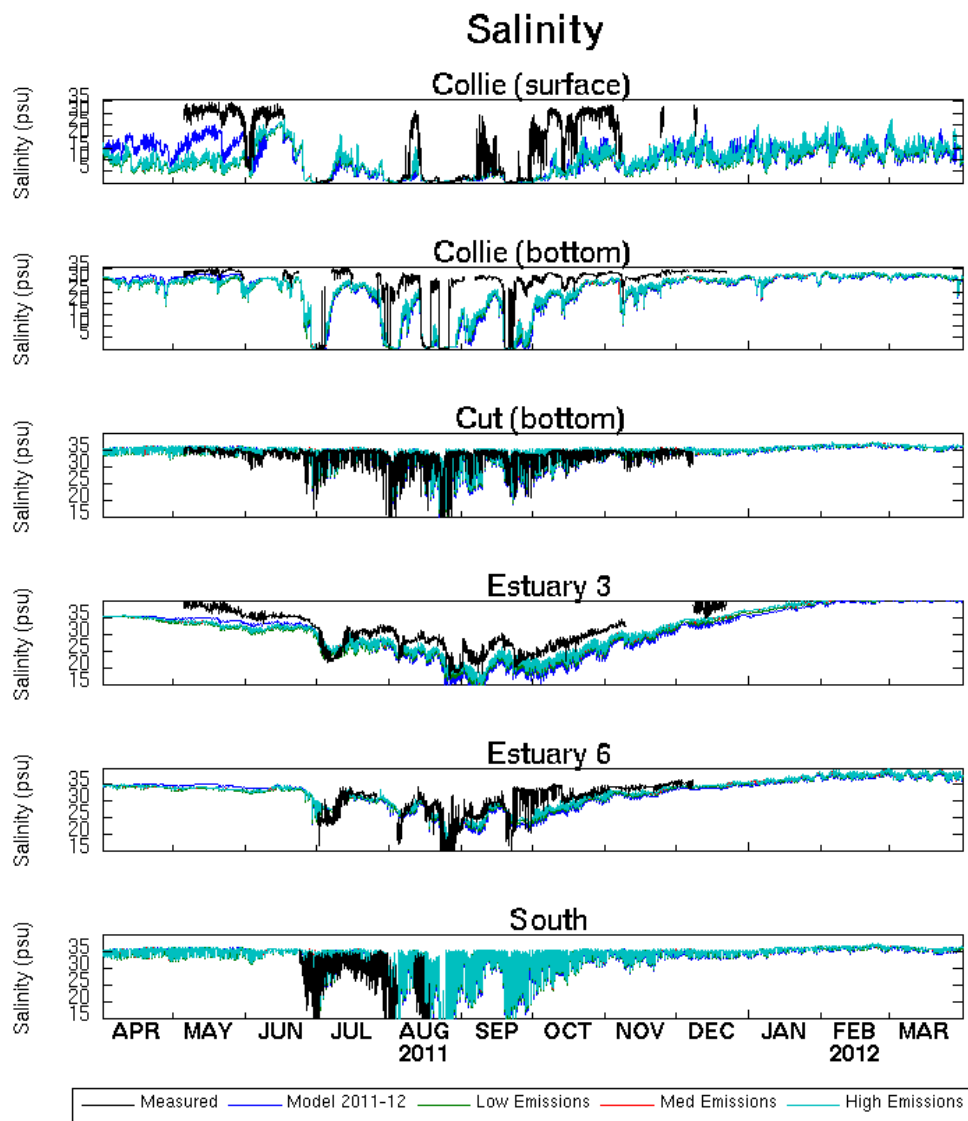 Salinity
Collie (surface)
Salinity (psu)
35
30
25
20
15
10
5
Collie (bottom)
Salinity (psu)
35
30
25
20
15
10
5
Cut (bottom)
Salinity (psu)
35
30
25
20
15
Estuary 3
Salinity (psu)
35
30
25
20
15
Estuary 6
Salinity (psu)
35
30
25
20
15
South
Salinity (psu)
35
30
25
20
15
APR MAY JUN JUL AUG SEP OCT NOV DEC JAN FEB MAR
2011 2012
Measured Model 2011-12 Low Emissions Med Emissions High Emissions